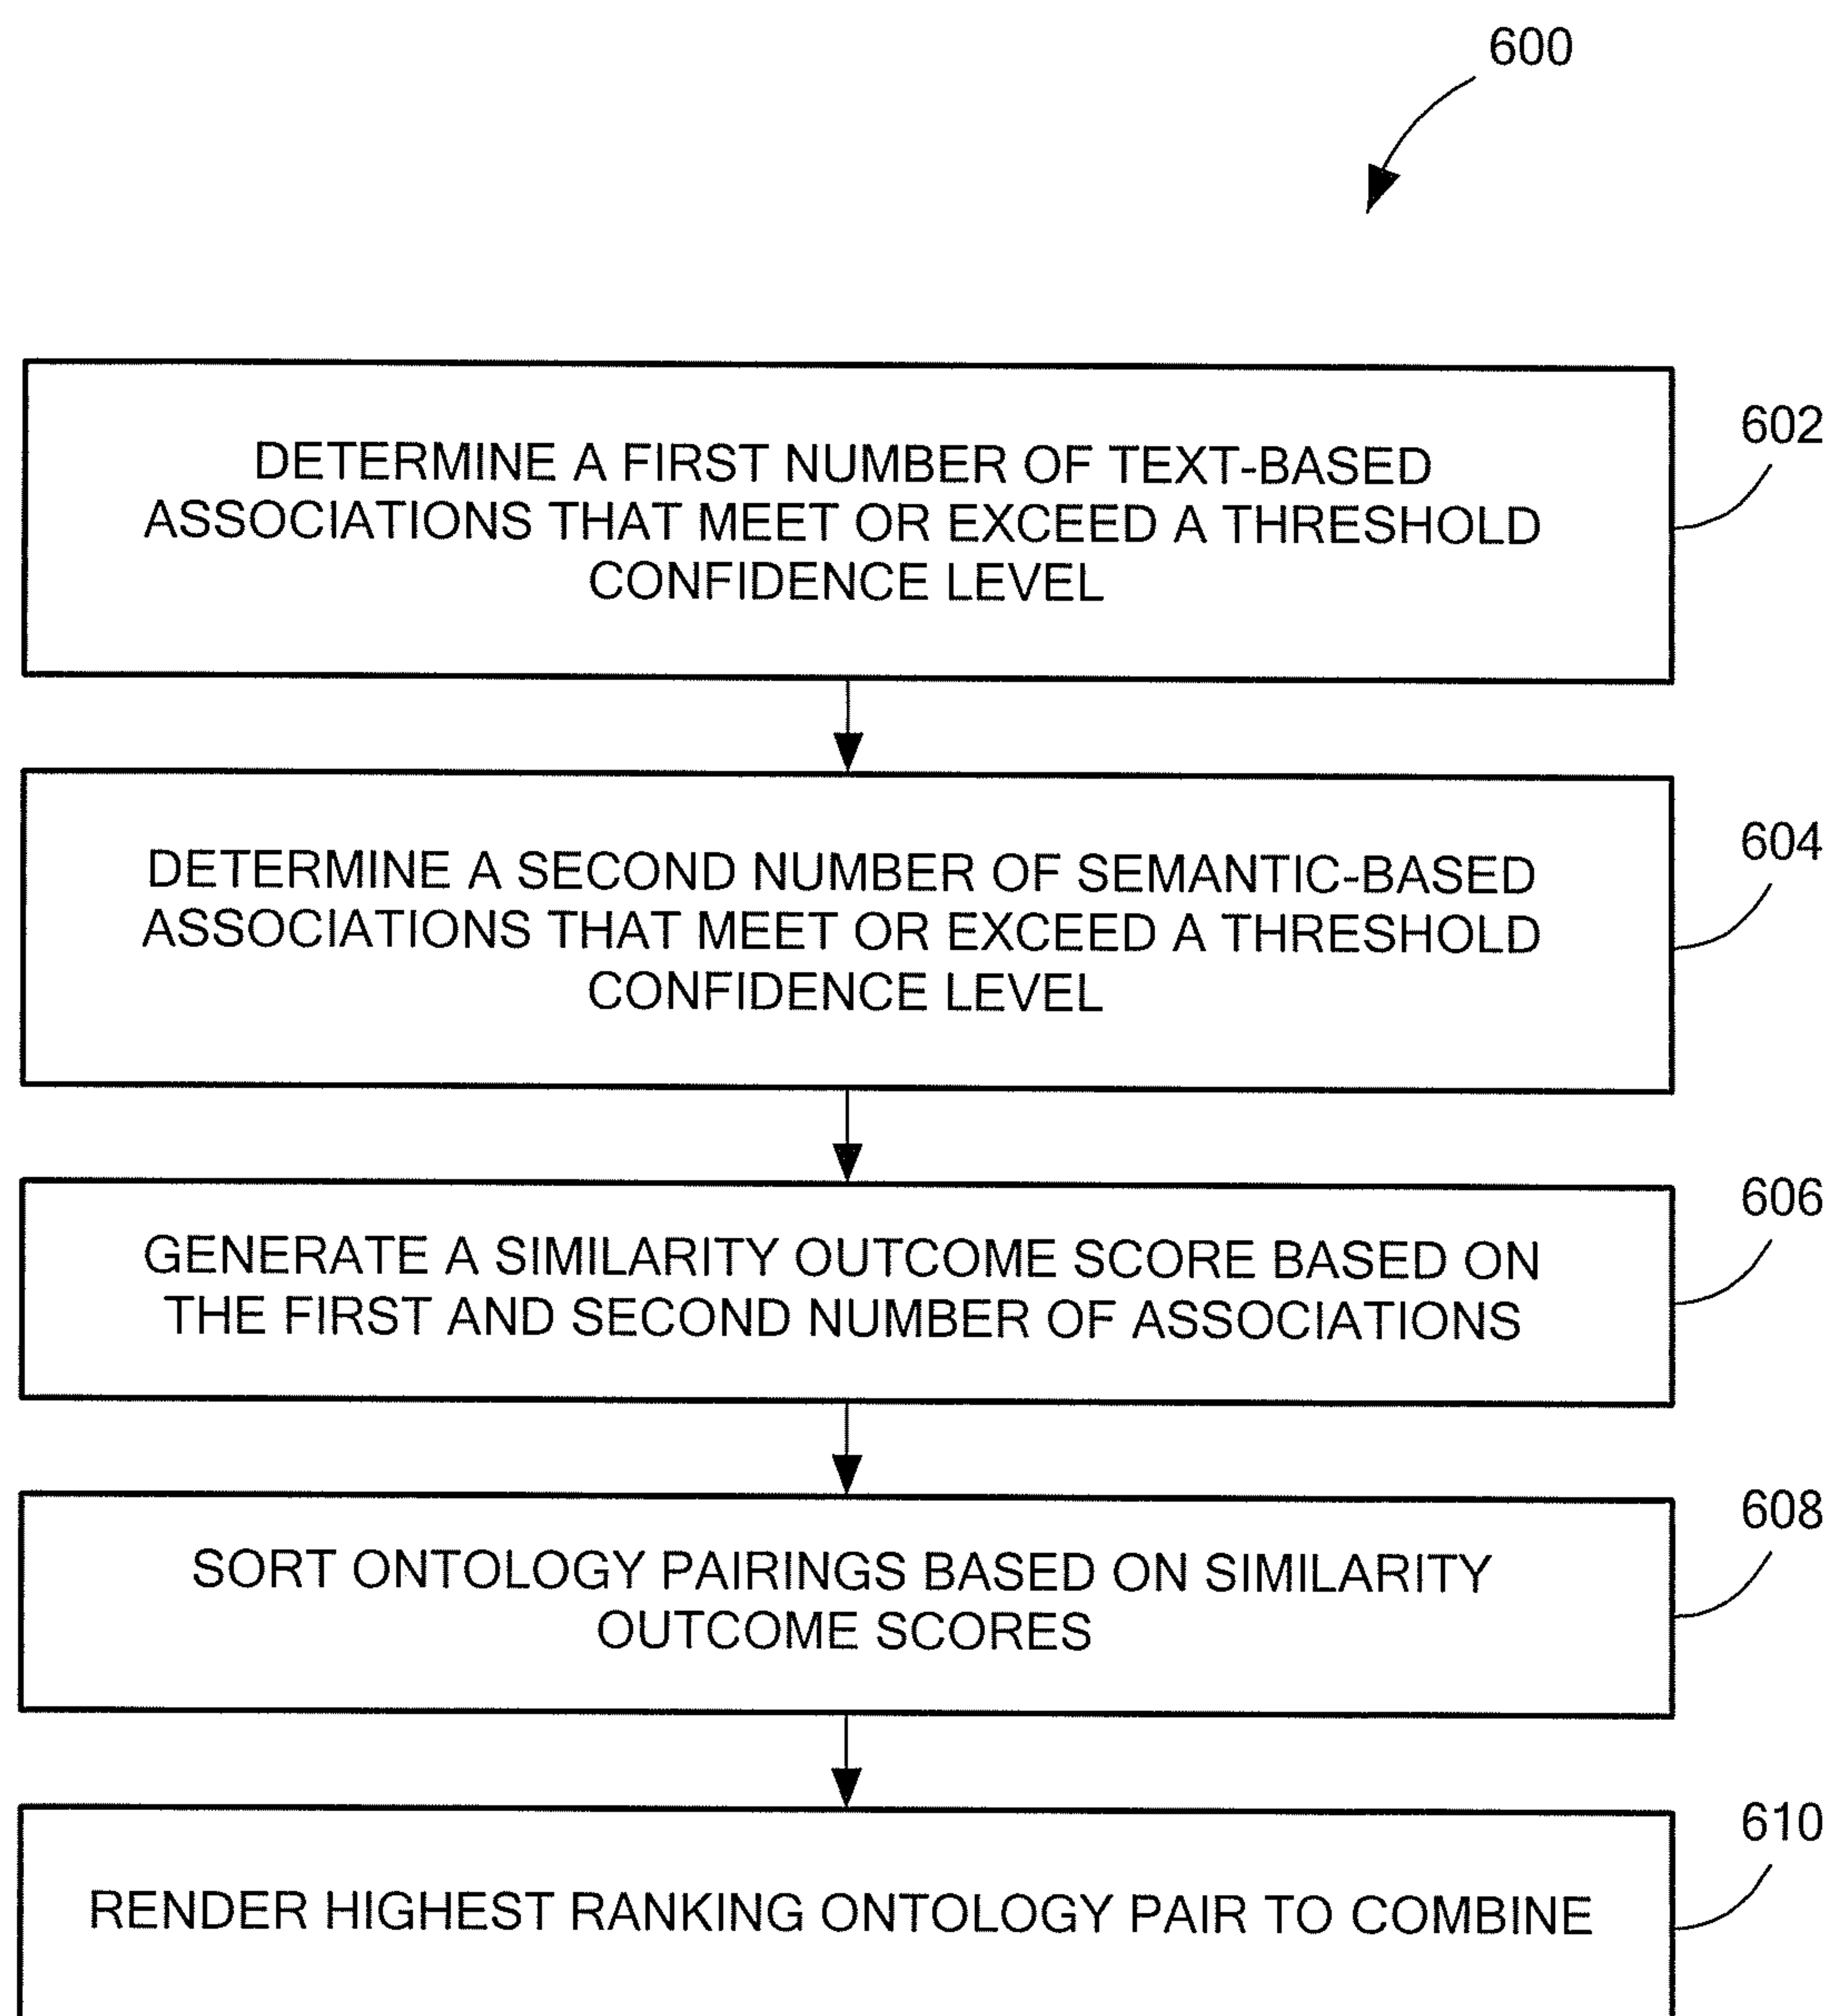 600
DETERMINE A FIRST NUMBER OF TEXT-BASED
ASSOCIATIONS THAT MEET OR EXCEED A THRESHOLD
CONFIDENCE LEVEL
602
DETERMINE A SECOND NUMBER OF SEMANTIC-BASED
ASSOCIATIONS THAT MEET OR EXCEED A THRESHOLD
CONFIDENCE LEVEL
604
GENERATE A SIMILARITY OUTCOME SCORE BASED ON
THE FIRST AND SECOND NUMBER OF ASSOCIATIONS
606
SORT ONTOLOGY PAIRINGS BASED ON SIMILARITY
OUTCOME SCORES
608
RENDER HIGHEST RANKING ONTOLOGY PAIR TO COMBINE
610